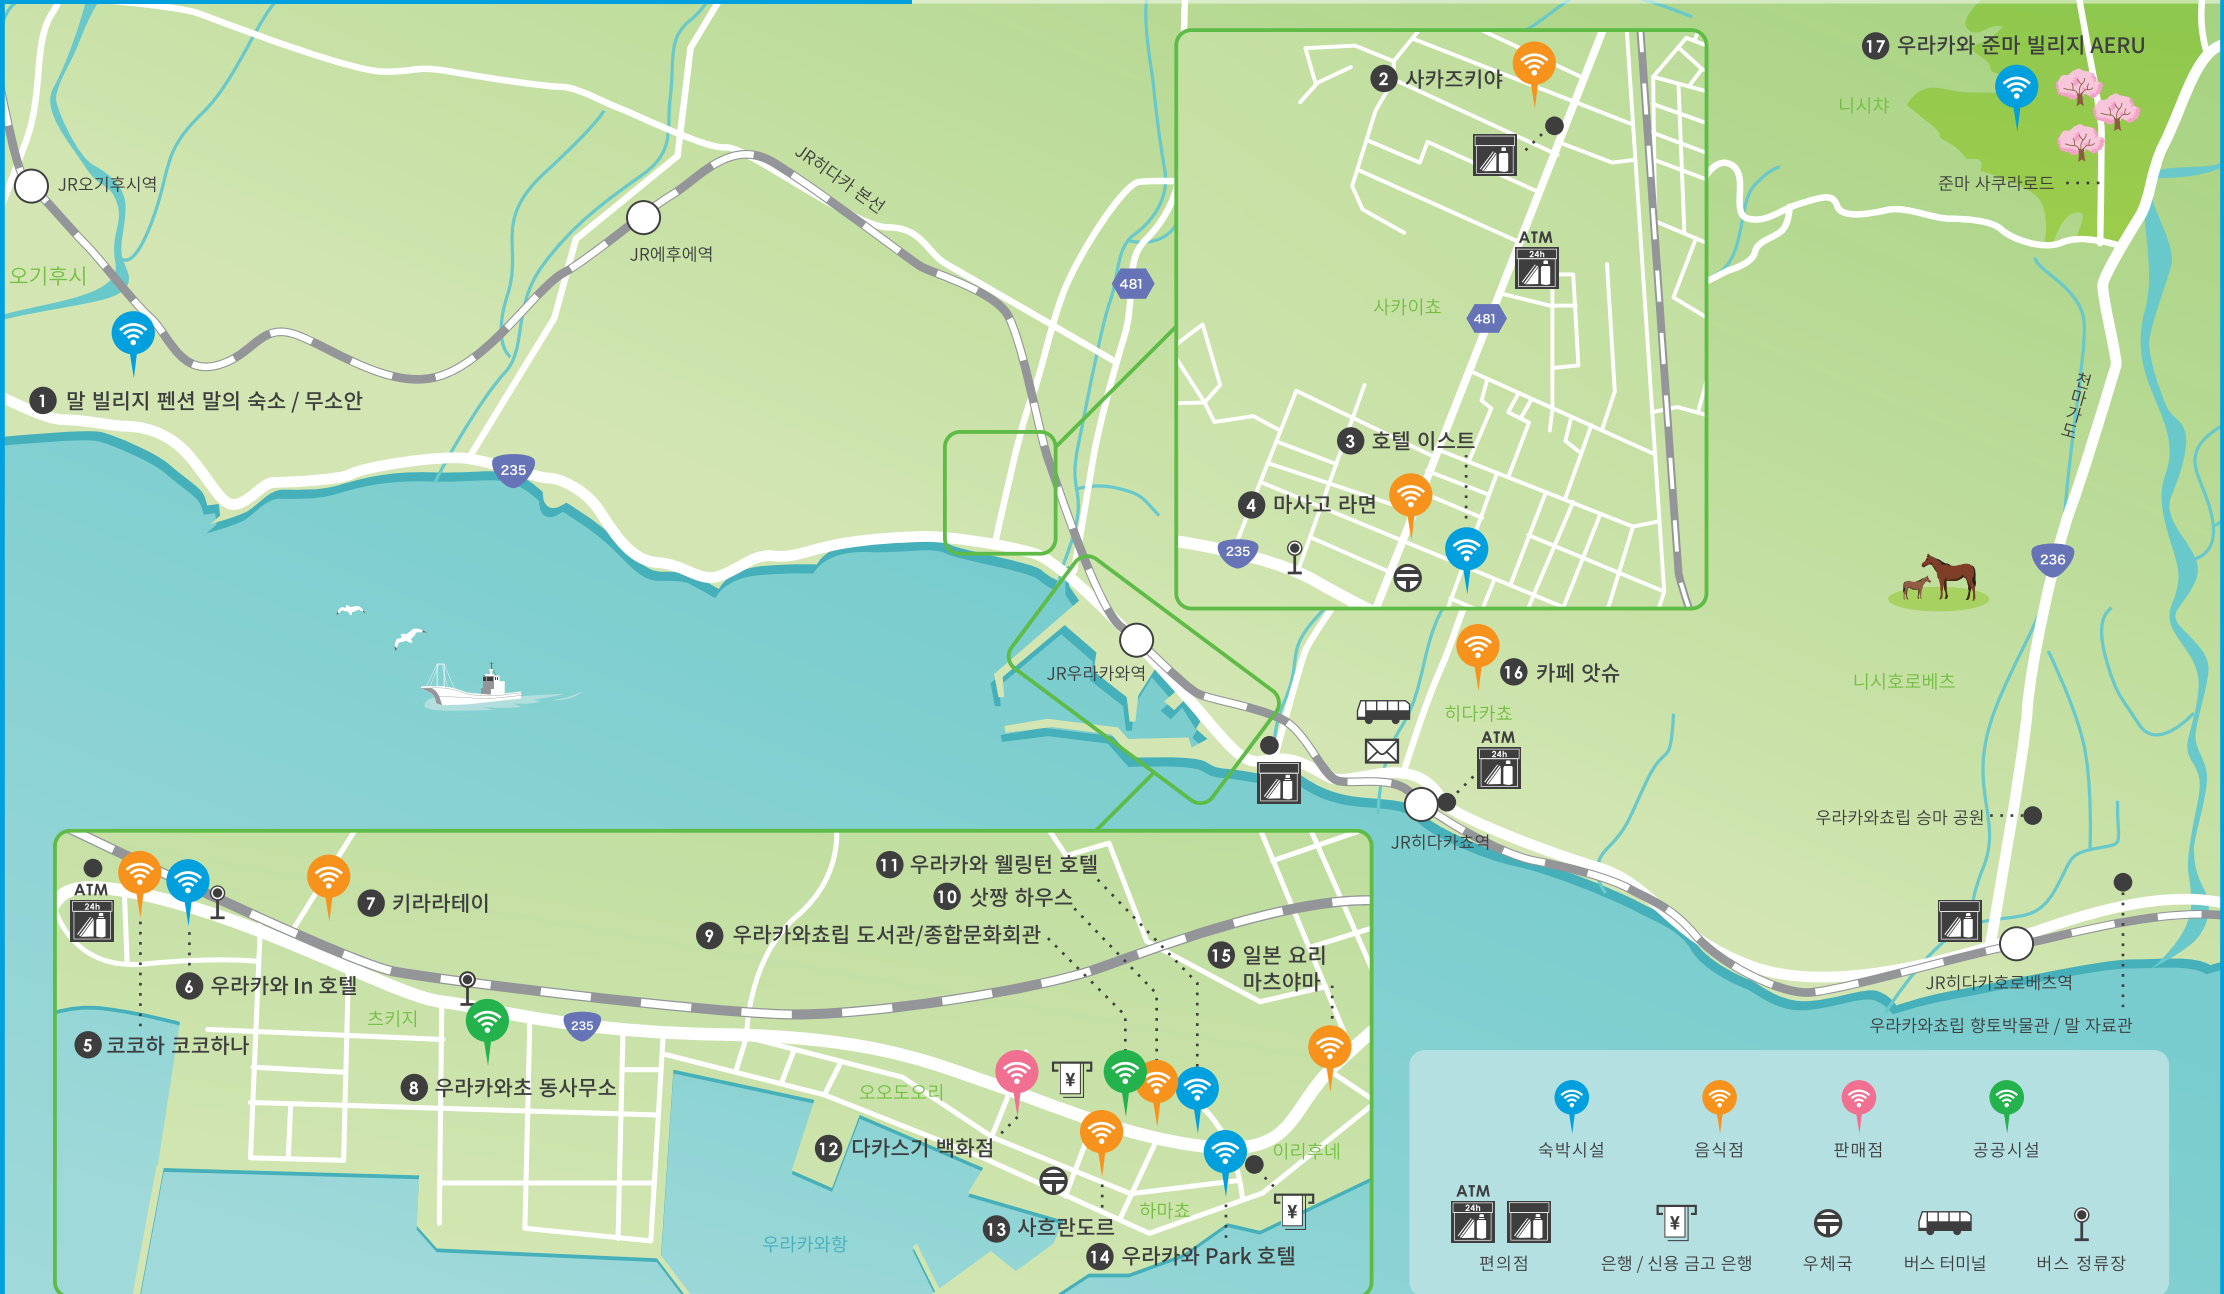 17 우라카와 준마 빌리지 AERU
니시챠
준마 사쿠라로드
JR오기후시역
오기후시
JR에후에역
JR히다카 본선
481
1 말 빌리지 펜션 말의 숙소 / 무소안
235
2 사카즈키야
ATM
24h
사카이쵸
481
3 호텔 이스트
4 마사고 라면
235
천마가도
236
니시호로베츠
JR우라카와역
16 카페 앗슈
히다카쵸
ATM
24h
JR히다카쵸역
우라카와쵸립 승마 공원
JR히다카호로베츠역
우라카와쵸립 향토박물관 / 말 자료관
ATM
24h
7 키라라테이
11 우라카와 웰링턴 호텔
10 삿짱 하우스
9 우라카와쵸립 도서관/종합문화회관
15 일본 요리
마츠야마
6 우라카와 In 호텔
5 코코하 코코하나
츠키지
235
8 우라카와초 동사무소
¥
오오도오리
12 다카스기 백화점
이리후네
하마쵸
¥
13 사흐란도르
14 우라카와 Park 호텔
우라카와항
숙박시설
음식점
판매점
공공시설
ATM
24h
¥
편의점
은행 / 신용 금고 은행
우체국
버스 터미널
버스 정류장